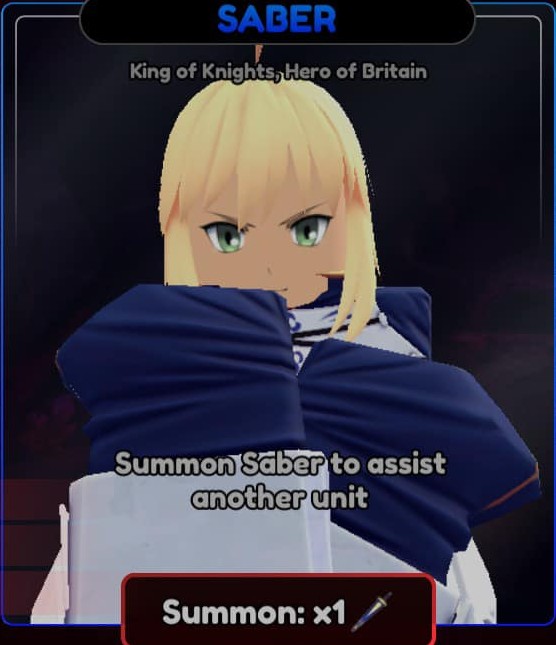 SABER
King of Knights, Hero of Britain
Summon Saber to assist
another unit
Summon: x1